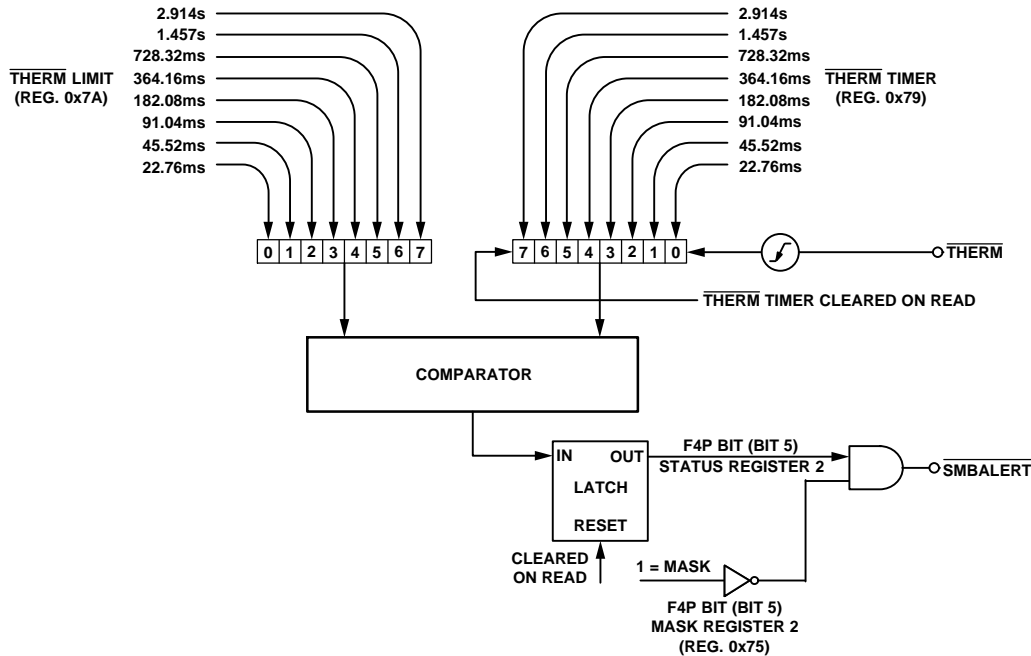 2.914s
1.457s
728.32ms
364.16ms
182.08ms
91.04ms
45.52ms
22.76ms
THERM LIMIT
(REG. 0x7A)
2.914s
1.457s
728.32ms
364.16ms
182.08ms
91.04ms
45.52ms
22.76ms
THERM TIMER
(REG. 0x79)
0 1 2 3 4 5 6 7
7 6 5 4 3 2 1 0
THERM
THERM TIMER CLEARED ON READ
COMPARATOR
IN OUT
LATCH
RESET
F4P BIT (BIT 5)
STATUS REGISTER 2
SMBALERT
CLEARED
ON READ
1 = MASK
F4P BIT (BIT 5)
MASK REGISTER 2
(REG. 0x75)